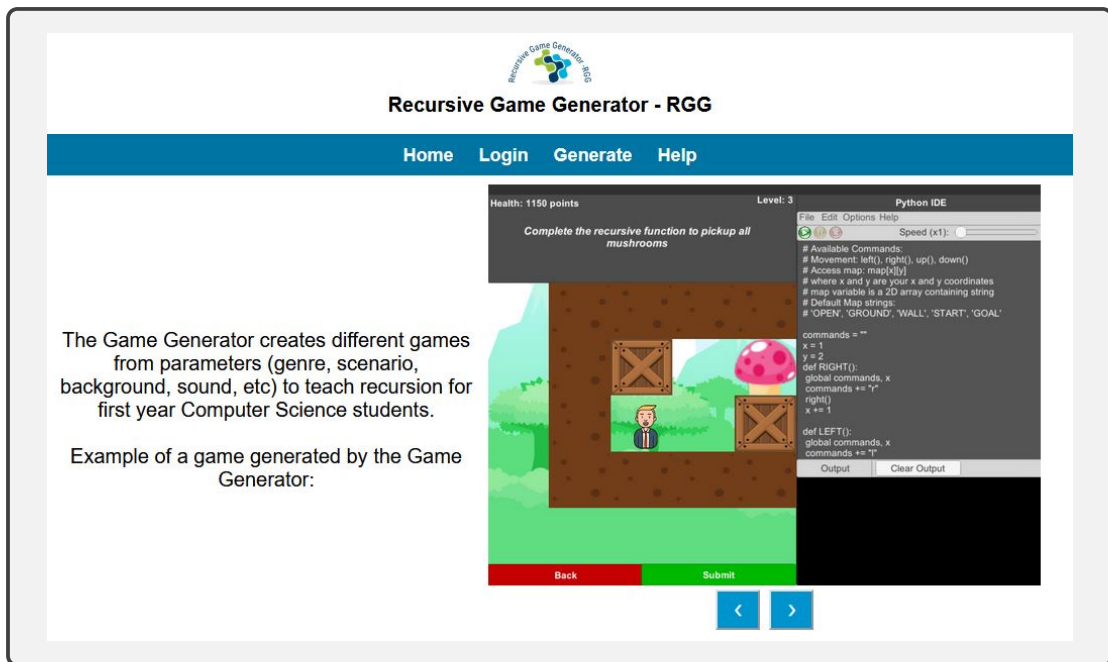 Recursive Game Generator -RGG
Recursive Game Generator - RGG
Home Login Generate Help
The Game Generator creates different games
from parameters (genre, scenario,
background, sound, etc) to teach recursion for
first year Computer Science students.
Example of a game generated by the Game
Generator:
Health: 1150 points
Level: 3
Complete the recursive function to pickup all
mushrooms
Python IDE
File Edit Options Help
Speed (x1):
# Available Commands:
# Movement: left(), right(), up(), down()
# Access map: map[x][y]
# where x and y are your x and y coordinates
# map variable is a 2D array containing string
# Default Map strings:
# 'OPEN', 'GROUND', 'WALL', 'START', 'GOAL'
commands = ""
x = 1
y = 2
def RIGHT():
global commands, x
commands += "r"
right()
x += 1
def LEFT():
global commands, x
commands += "l"
Output
Clear Output
Back
Submit